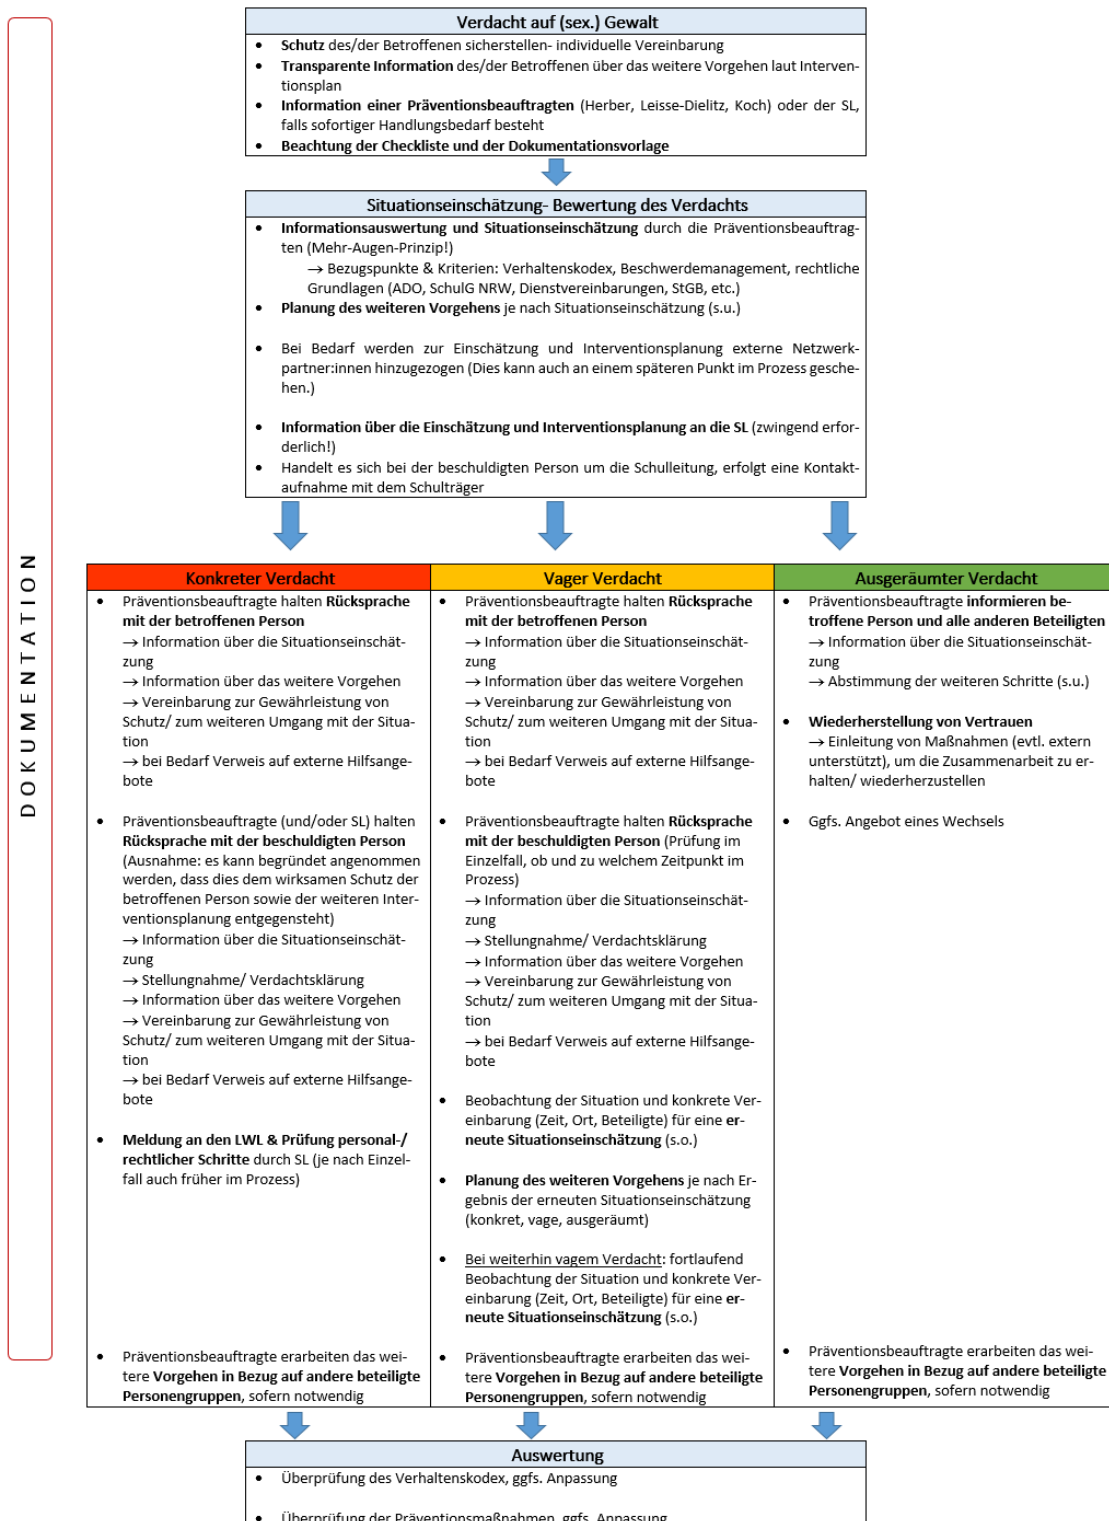 DOKUMENTATION
Verdacht auf (sex.) Gewalt
• Schutz des/der Betroffenen sicherstellen- individuelle Vereinbarung
• Transparente Information des/der Betroffenen über das weitere Vorgehen laut Interven-
tionsplan
• Information einer Präventionsbeauftragten (Herber, Leisse-Dielitz, Koch) oder der SL,
falls sofortiger Handlungsbedarf besteht
• Beachtung der Checkliste und der Dokumentationsvorlage
Situationseinschätzung- Bewertung des Verdachts
• Informationsauswertung und Situationseinschätzung durch die Präventionsbeauftrag-
ten (Mehr-Augen-Prinzip!)
→ Bezugspunkte & Kriterien: Verhaltenskodex, Beschwerdemanagement, rechtliche
Grundlagen (ADO, SchulG NRW, Dienstvereinbarungen, StGB, etc.)
• Planung des weiteren Vorgehens je nach Situationseinschätzung (s.u.)
• Bei Bedarf werden zur Einschätzung und Interventionsplanung externe Netzwerk-
partner:innen hinzugezogen (Dies kann auch an einem späteren Punkt im Prozess gesche-
hen.)
• Information über die Einschätzung und Interventionsplanung an die SL (zwingend erfor-
derlich!)
• Handelt es sich bei der beschuldigten Person um die Schulleitung, erfolgt eine Kontakt-
aufnahme mit dem Schulträger
Konkreter Verdacht
• Präventionsbeauftragte halten Rücksprache
mit der betroffenen Person
→ Information über die Situationseinschät-
zung
→ Information über das weitere Vorgehen
→ Vereinbarung zur Gewährleistung von
Schutz/ zum weiteren Umgang mit der Situa-
tion
→ bei Bedarf Verweis auf externe Hilfsange-
bote
• Präventionsbeauftragte (und/oder SL) halten
Rücksprache mit der beschuldigten Person
(Ausnahme: es kann begründet angenommen
werden, dass dies dem wirksamen Schutz der
betroffenen Person sowie der weiteren Inter-
ventionsplanung entgegensteht)
→ Information über die Situationseinschät-
zung
→ Stellungnahme/ Verdachtsklärung
→ Information über das weitere Vorgehen
→ Vereinbarung zur Gewährleistung von
Schutz/ zum weiteren Umgang mit der Situa-
tion
→ bei Bedarf Verweis auf externe Hilfsange-
bote
• Meldung an den LWL & Prüfung personal-/
rechtlicher Schritte durch SL (je nach Einzel-
fall auch früher im Prozess)
• Präventionsbeauftragte erarbeiten das wei-
tere Vorgehen in Bezug auf andere beteiligte
Personengruppen, sofern notwendig
Vager Verdacht
• Präventionsbeauftragte halten Rücksprache
mit der betroffenen Person
→ Information über die Situationseinschät-
zung
→ Information über das weitere Vorgehen
→ Vereinbarung zur Gewährleistung von
Schutz/ zum weiteren Umgang mit der Situa-
tion
→ bei Bedarf Verweis auf externe Hilfsange-
bote
• Präventionsbeauftragte halten Rücksprache
mit der beschuldigten Person (Prüfung im
Einzelfall, ob und zu welchem Zeitpunkt im
Prozess)
→ Information über die Situationseinschät-
zung
→ Stellungnahme/ Verdachtsklärung
→ Information über das weitere Vorgehen
→ Vereinbarung zur Gewährleistung von
Schutz/ zum weiteren Umgang mit der Situa-
tion
→ bei Bedarf Verweis auf externe Hilfsange-
bote
• Beobachtung der Situation und konkrete Ver-
einbarung (Zeit, Ort, Beteiligte) für eine er-
neute Situationseinschätzung (s.o.)
• Planung des weiteren Vorgehens je nach Er-
gebnis der erneuten Situationseinschätzung
(konkret, vage, ausgeräumt)
• Bei weiterhin vagem Verdacht: fortlaufend
Beobachtung der Situation und konkrete Ver-
einbarung (Zeit, Ort, Beteiligte) für eine er-
neute Situationseinschätzung (s.o.)
• Präventionsbeauftragte erarbeiten das wei-
tere Vorgehen in Bezug auf andere beteiligte
Personengruppen, sofern notwendig
Ausgeräumter Verdacht
• Präventionsbeauftragte informieren be-
troffene Person und alle anderen Beteiligten
→ Information über die Situationseinschät-
zung
→ Abstimmung der weiteren Schritte (s.u.)
• Wiederherstellung von Vertrauen
→ Einleitung von Maßnahmen (evtl. extern
unterstützt), um die Zusammenarbeit zu er-
halten/ wiederherzustellen
• Ggfs. Angebot eines Wechsels
• Präventionsbeauftragte erarbeiten das wei-
tere Vorgehen in Bezug auf andere beteiligte
Personengruppen, sofern notwendig
Auswertung
• Überprüfung des Verhaltenskodex, ggfs. Anpassung
• Überprüfung der Präventionsmaßnahmen, ggfs. Anpassung